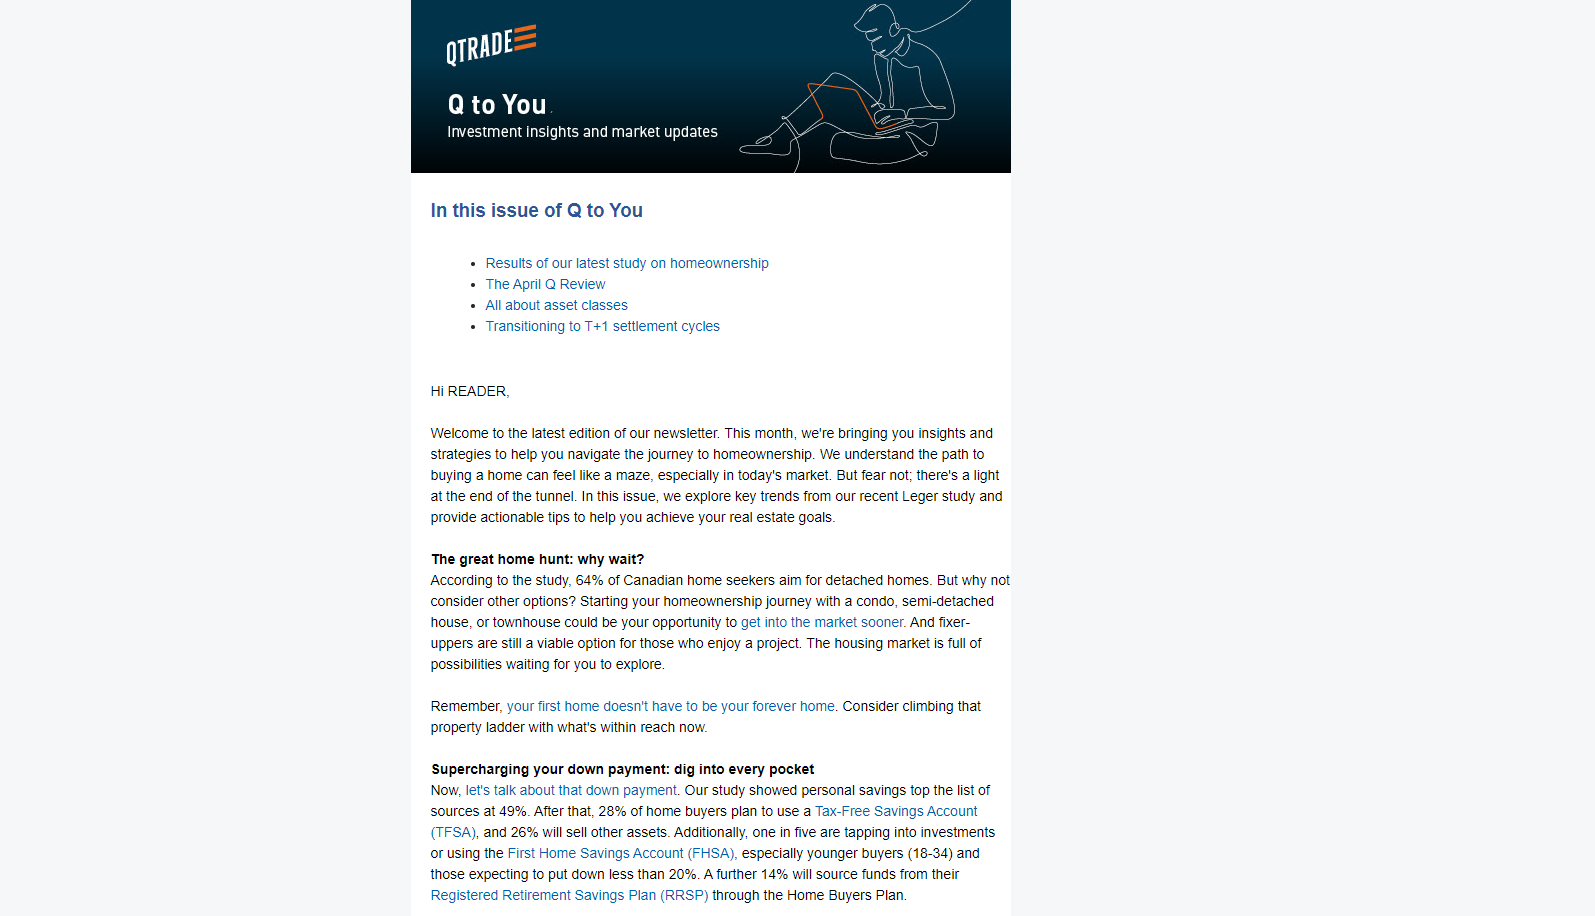 QTRADE
Q to You
Investment insights and market updates
In this issue of Q to You
Results of our latest study on homeownership
The April Q Review
All about asset classes
Transitioning to T+1 settlement cycles
Hi READER,
Welcome to the latest edition of our newsletter. This month, we're bringing you insights and
strategies to help you navigate the journey to homeownership. We understand the path to
buying a home can feel like a maze, especially in today's market. But fear not; there's a light
at the end of the tunnel. In this issue, we explore key trends from our recent Leger study and
provide actionable tips to help you achieve your real estate goals.
The great home hunt: why wait?
According to the study, 64% of Canadian home seekers aim for detached homes. But why not
consider other options? Starting your homeownership journey with a condo, semi-detached
house, or townhouse could be your opportunity to get into the market sooner. And fixer-
uppers are still a viable option for those who enjoy a project. The housing market is full of
possibilities waiting for you to explore.
Remember, your first home doesn't have to be your forever home. Consider climbing that
property ladder with what's within reach now.
Supercharging your down payment: dig into every pocket
Now, let's talk about that down payment. Our study showed personal savings top the list of
sources at 49%. After that, 28% of home buyers plan to use a Tax-Free Savings Account
(TFSA), and 26% will sell other assets. Additionally, one in five are tapping into investments
or using the First Home Savings Account (FHSA), especially younger buyers (18-34) and
those expecting to put down less than 20%. A further 14% will source funds from their
Registered Retirement Savings Plan (RRSP) through the Home Buyers Plan.